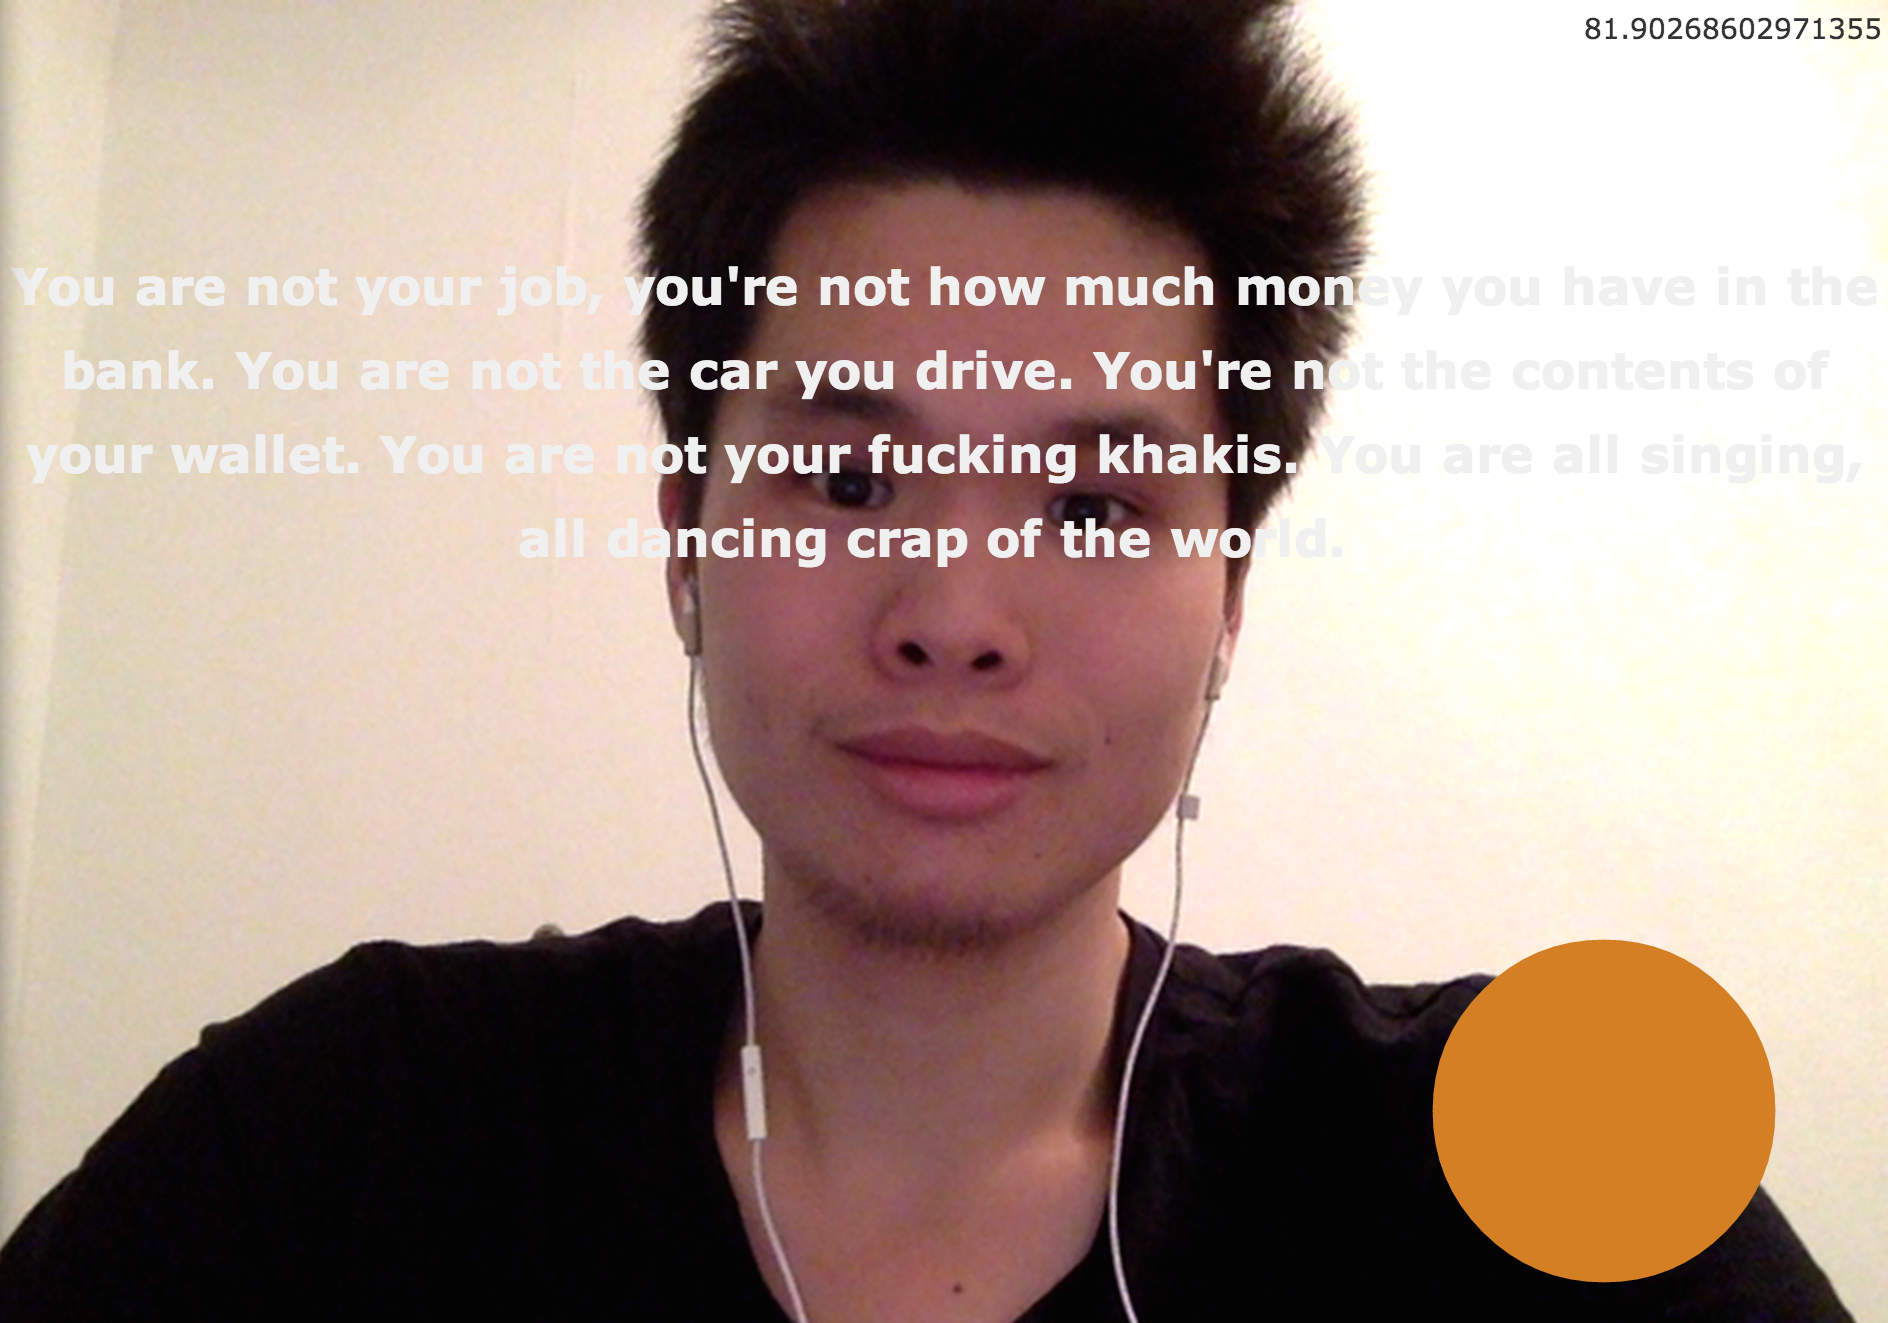 81.90268602971355
You are not your job, you're not how much money you have in the
bank. You are not the car you drive. You're not the contents of
your wallet. You are not your fucking khakis. You are all singing,
all dancing crap of the world.